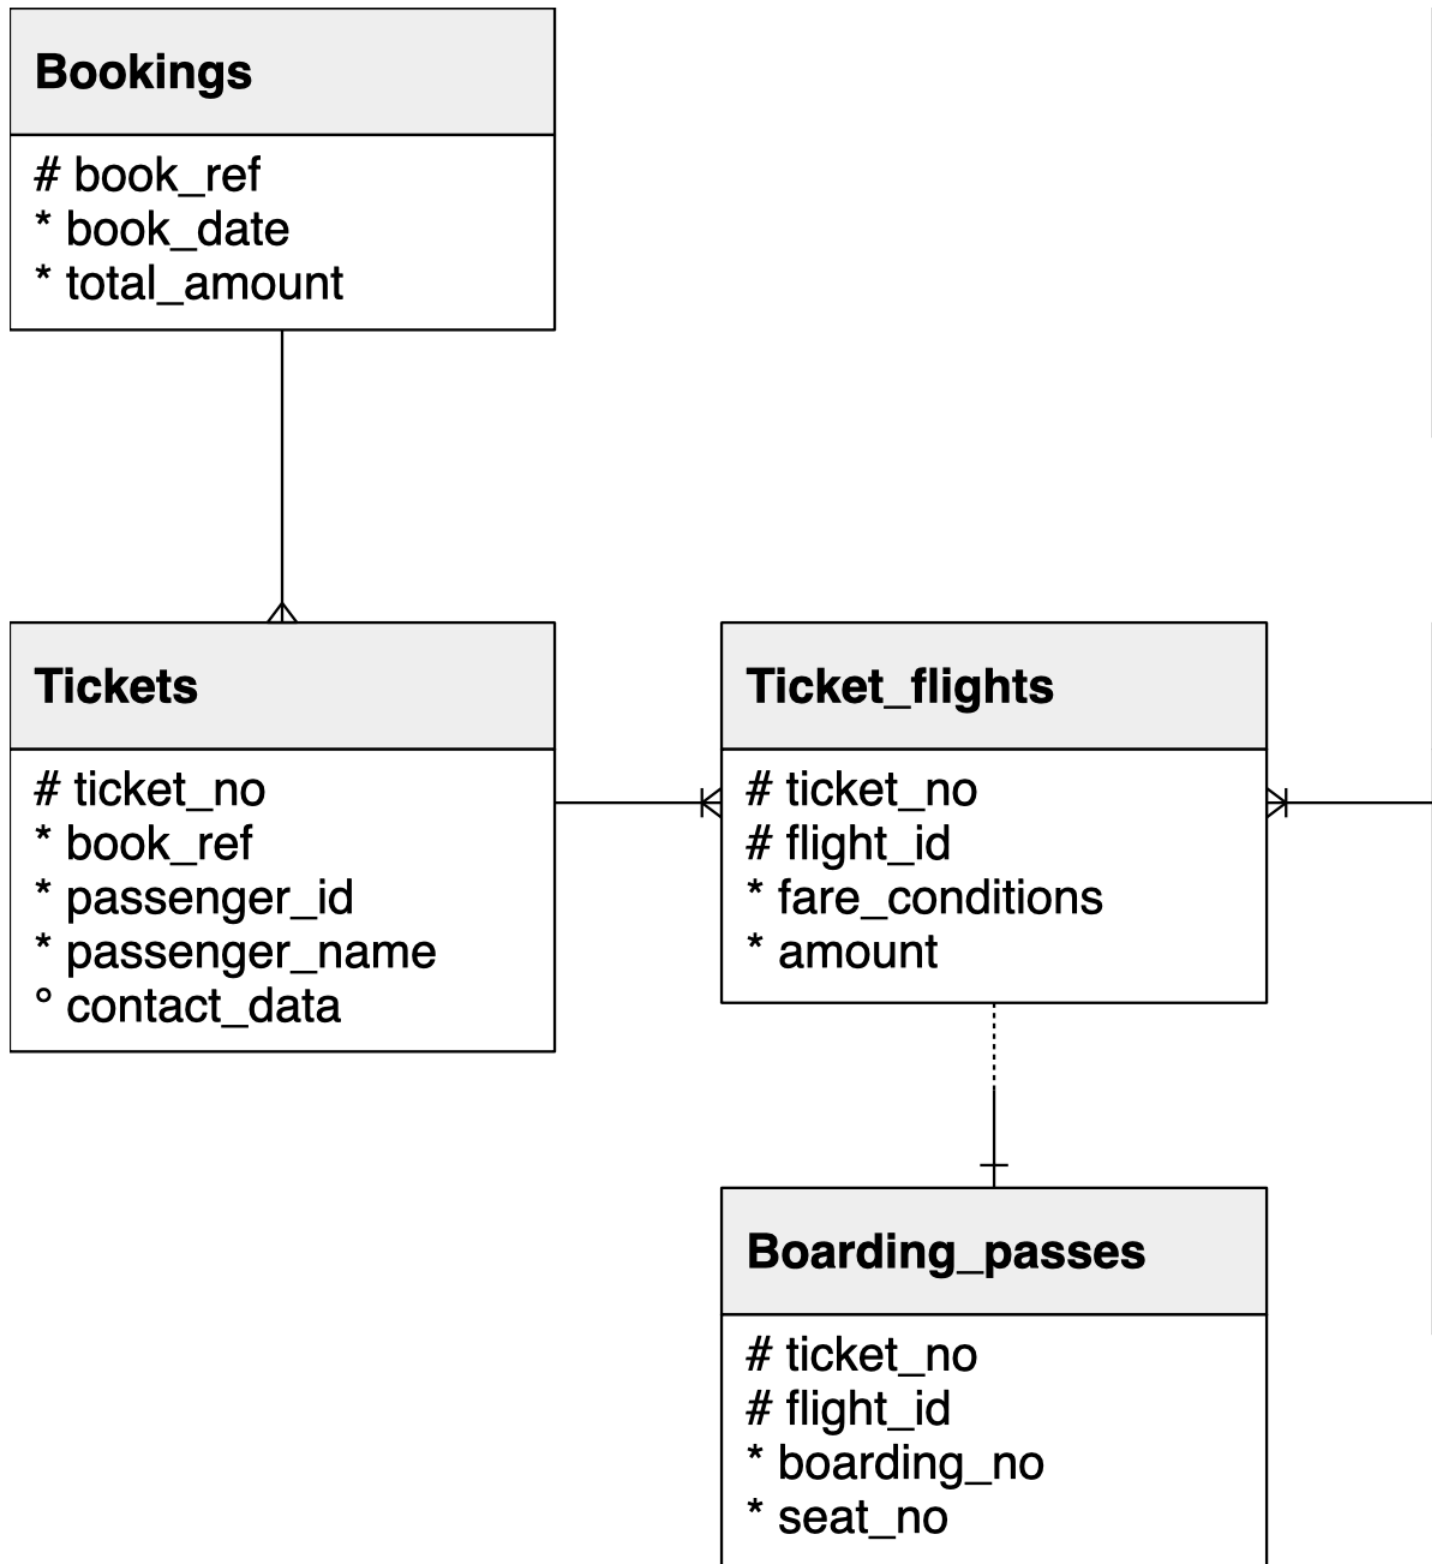 Bookings
# book_ref
* book_date
* total_amount
Tickets
# ticket_no
* book_ref
* passenger_id
* passenger_name
° contact_data
Ticket_flights
# ticket_no
# flight_id
* fare_conditions
* amount
Boarding_passes
# ticket_no
# flight_id
* boarding_no
* seat_no